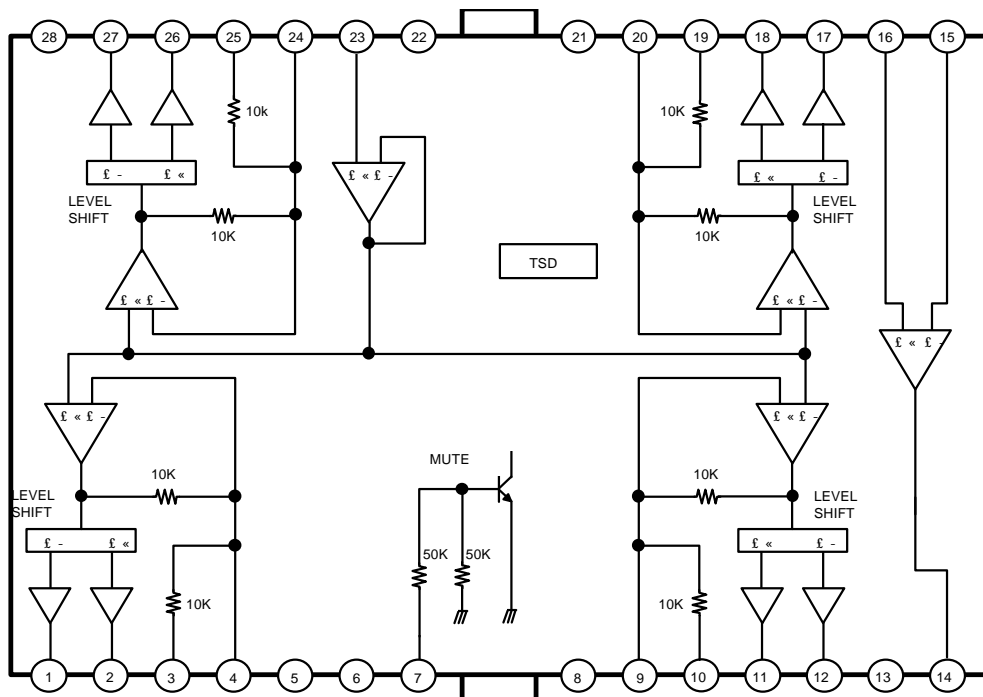 28 27 26 25 24 23 22 21 20 19 18 17 16 15
10k 10K
£ - £ « £ « £ - £ « £ -
LEVEL
SHIFT
LEVEL
SHIFT
10K 10K
TSD
£ « £ - £ « £ - £ « £ -
£ « £ - £ « £ -
MUTE
10K 10K
LEVEL
SHIFT
LEVEL
SHIFT
£ - £ « £ « £ -
50K 50K
10K 10K
1 2 3 4 5 6 7 8 9 10 11 12 13 14